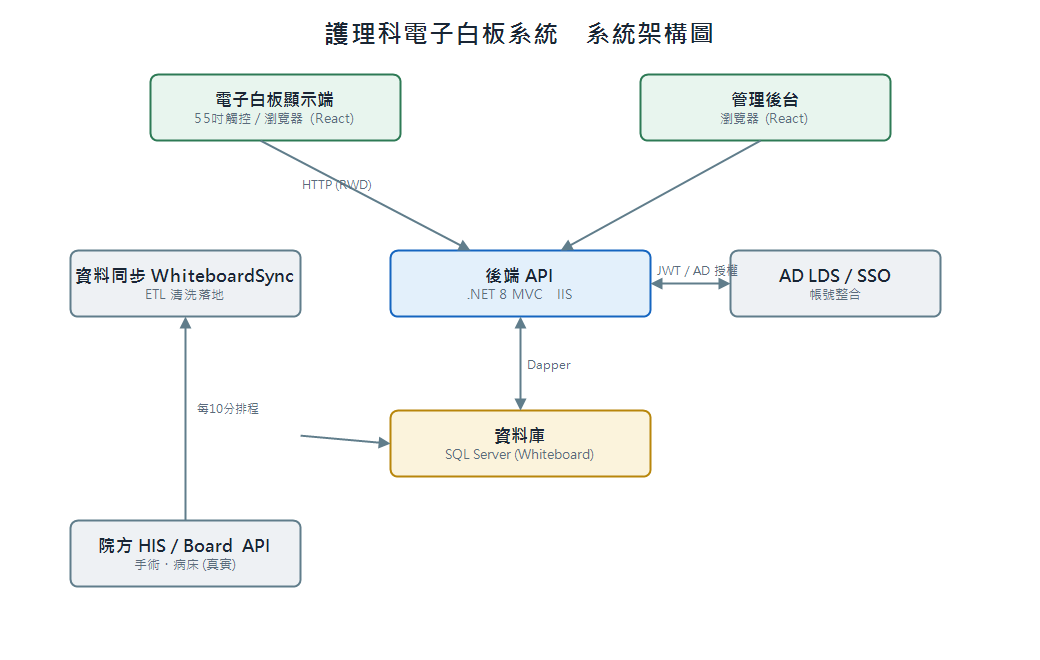 護理科電子白板系統　系統架構圖
電子白板顯示端
55吋觸控 / 瀏覽器 (React)
管理後台
瀏覽器 (React)
HTTP (RWD)
資料同步 WhiteboardSync
ETL 清洗落地
後端 API
.NET 8 MVC　IIS
JWT / AD 授權
AD LDS / SSO
帳號整合
Dapper
每10分排程
資料庫
SQL Server (Whiteboard)
院方 HIS / Board API
手術・病床 (真實)